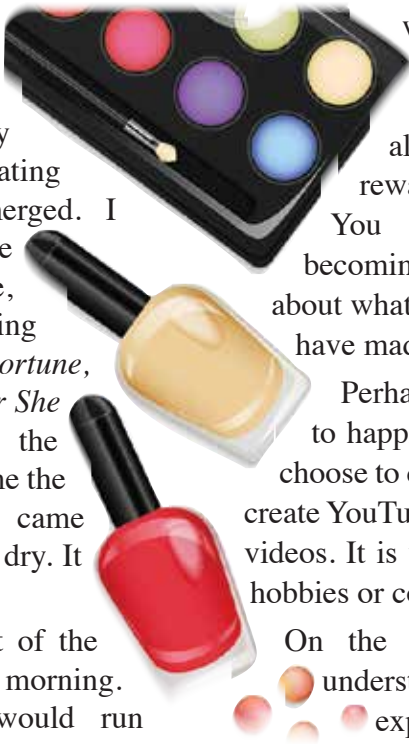 y
ating
nerged. I
e
e,
ing
ortune,
r She
the
ne the
came
dry. It
t of the
morning.
would run
al
rewa
You
becomin
about what
have mad
Perha
to happ
choose to
create YouTu
videos. It is
hobbies or co
On the
underst
exp